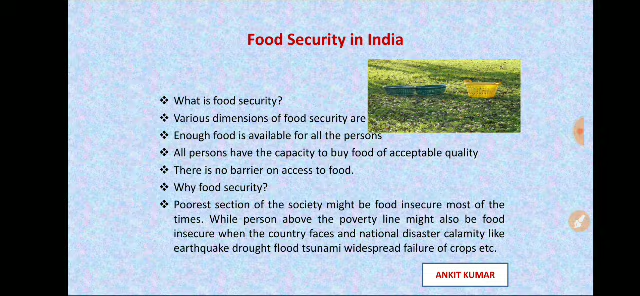 Food Security in India
❖ What is food security?
❖ Various dimensions of food security are
❖ Enough food is available for all the persons
❖ All persons have the capacity to buy food of acceptable quality
❖ There is no barrier on access to food.
❖ Why food security?
❖ Poorest section of the society might be food insecure most of the
times. While person above the poverty line might also be food
insecure when the country faces and national disaster calamity like
earthquake drought flood tsunami widespread failure of crops etc.
ANKIT KUMAR